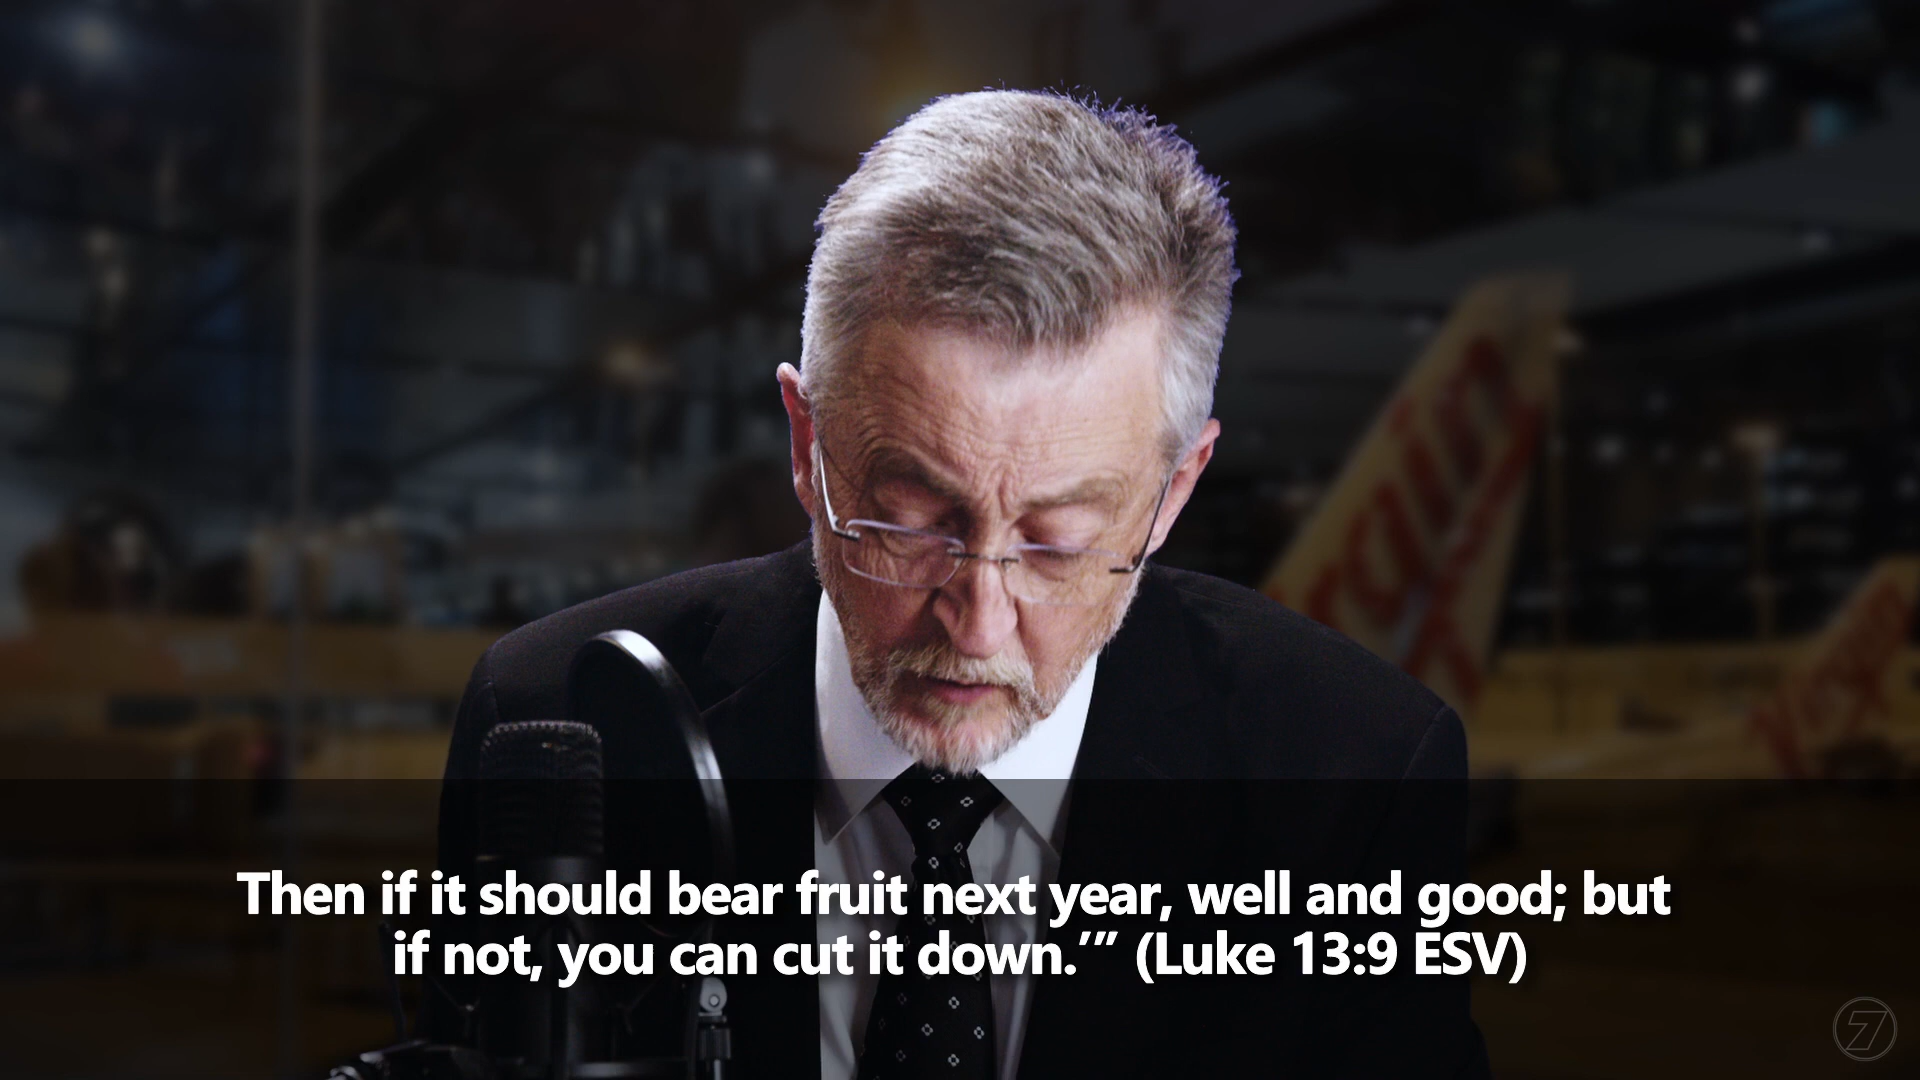 Then if it should bear fruit next year, well and good; but
if not, you can cut it down.’” (Luke 13:9 ESV)